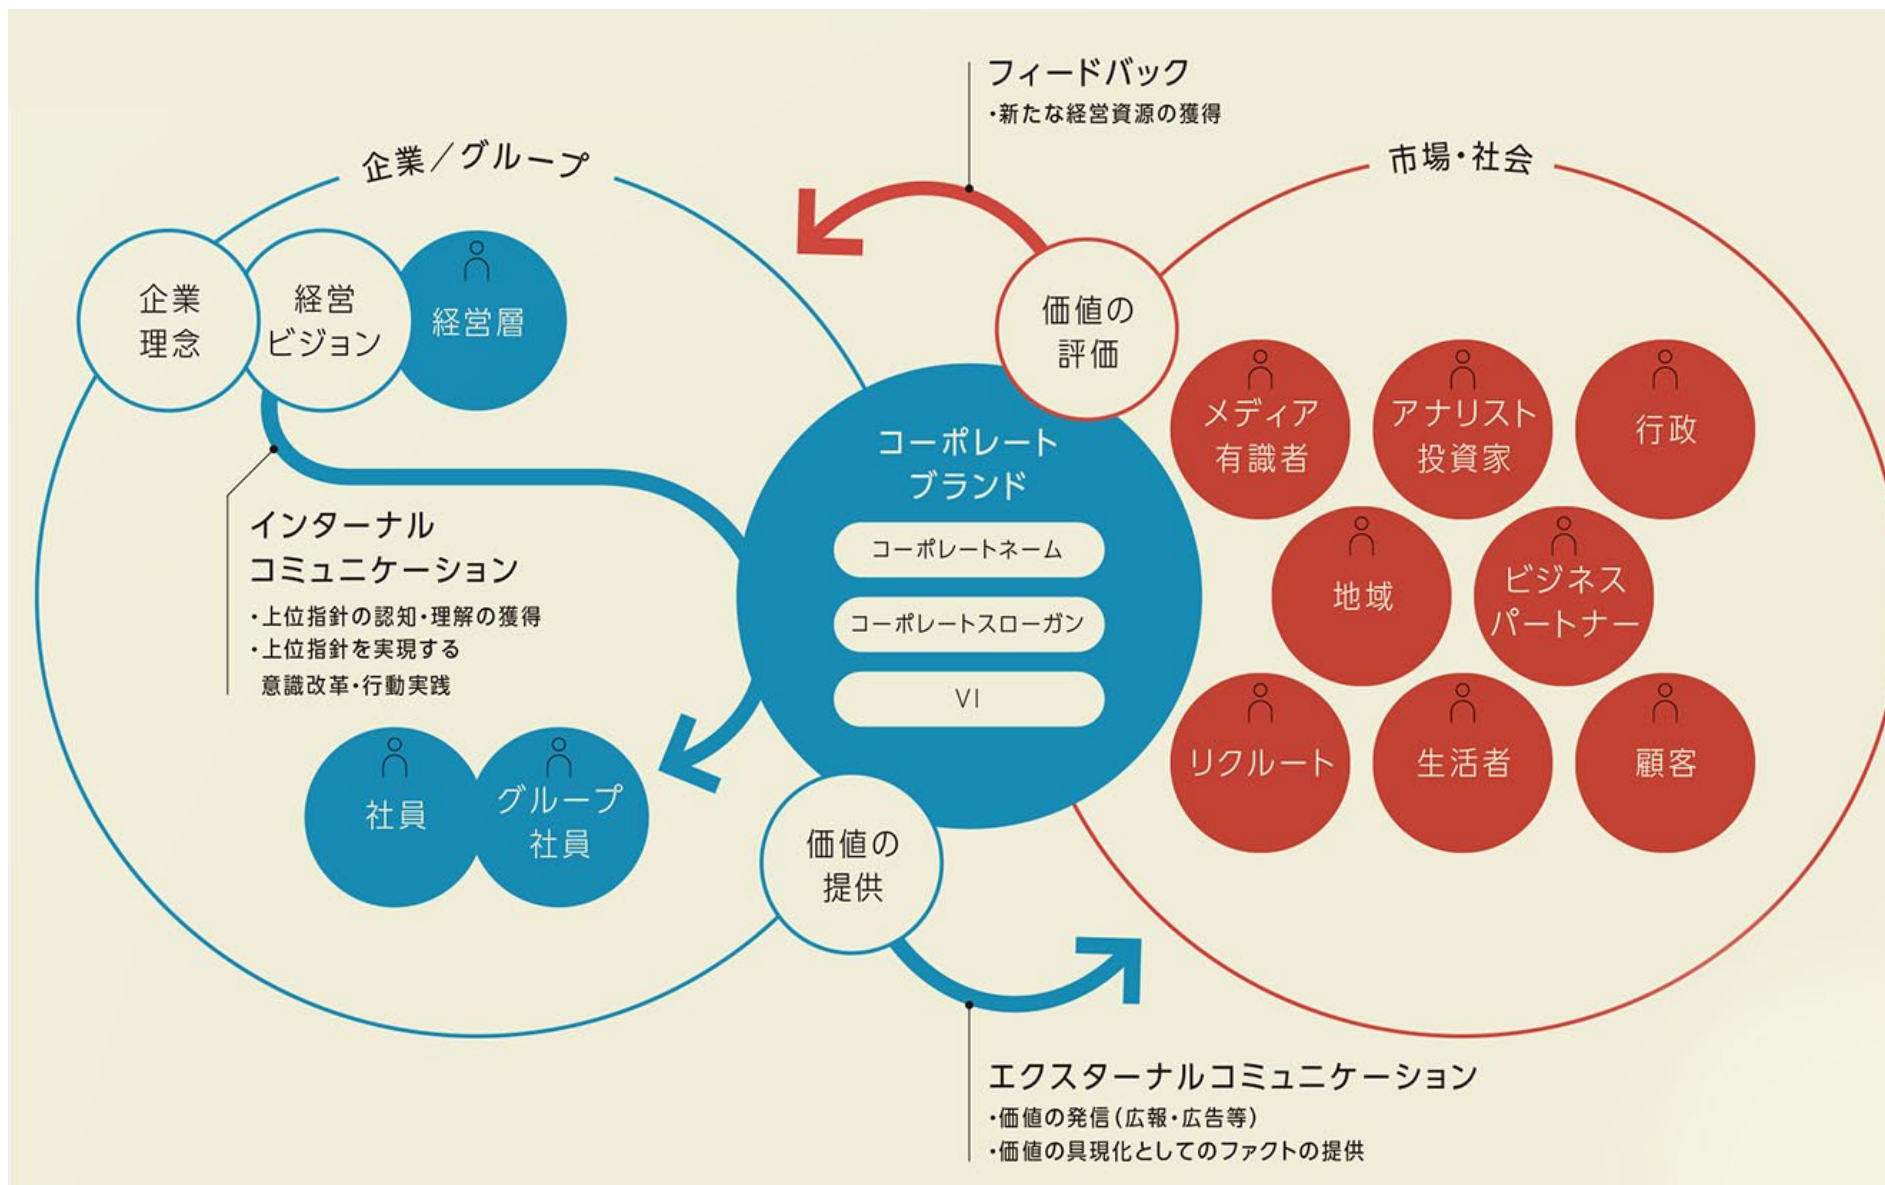 フィードバック
・新たな経営資源の獲得
企業／グループ
市場・社会
企業
理念
経営
ビジョン
経営層
価値の
評価
メディア
有識者
アナリスト
投資家
行政
コーポレート
ブランド
コーポレートネーム
コーポレートスローガン
VI
インターナル
コミュニケーション
・上位指針の認知・理解の獲得
・上位指針を実現する
意識改革・行動実践
地域
ビジネス
パートナー
社員
グループ
社員
リクルート
生活者
顧客
価値の
提供
エクスターナルコミュニケーション
・価値の発信（広報・広告等）
・価値の具現化としてのファクトの提供